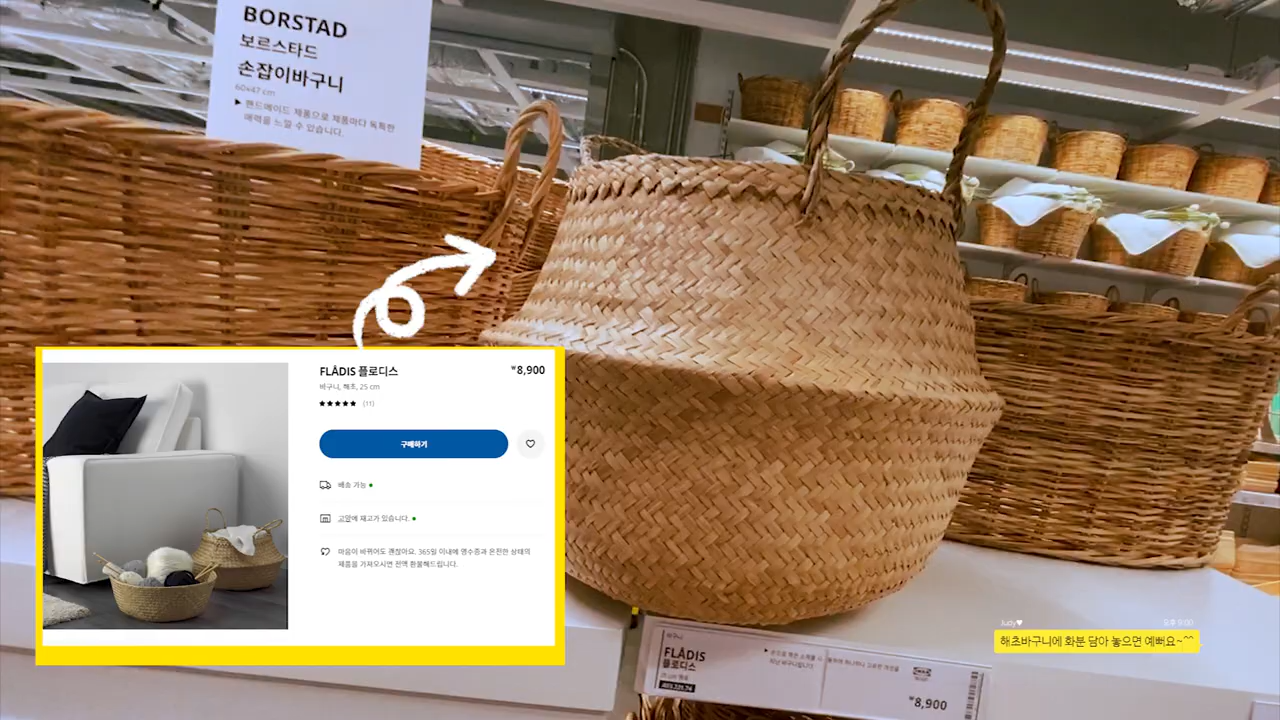 BORSTAD
보르스타드
손잡이바구니
60×47 cm
▶ 핸드메이드 제품으로 제품마다 독특한
매력을 느낄 수 있습니다.
FLÅDIS 플로디스
₩8,900
바구니, 해초, 25 cm
★★★★★ (11)
구매하기
배송 가능
고양에 재고가 있습니다.
마음이 바뀌어도 괜찮아요. 365일 이내에 영수증과 온전한 상태의
제품을 가져오시면 전액 환불해드립니다.
Judy♥ 오후 9:00
해초바구니에 화분 담아 놓으면 예뻐요~^^
바구니
FLÅDIS
플로디스
IKEA
₩8,900